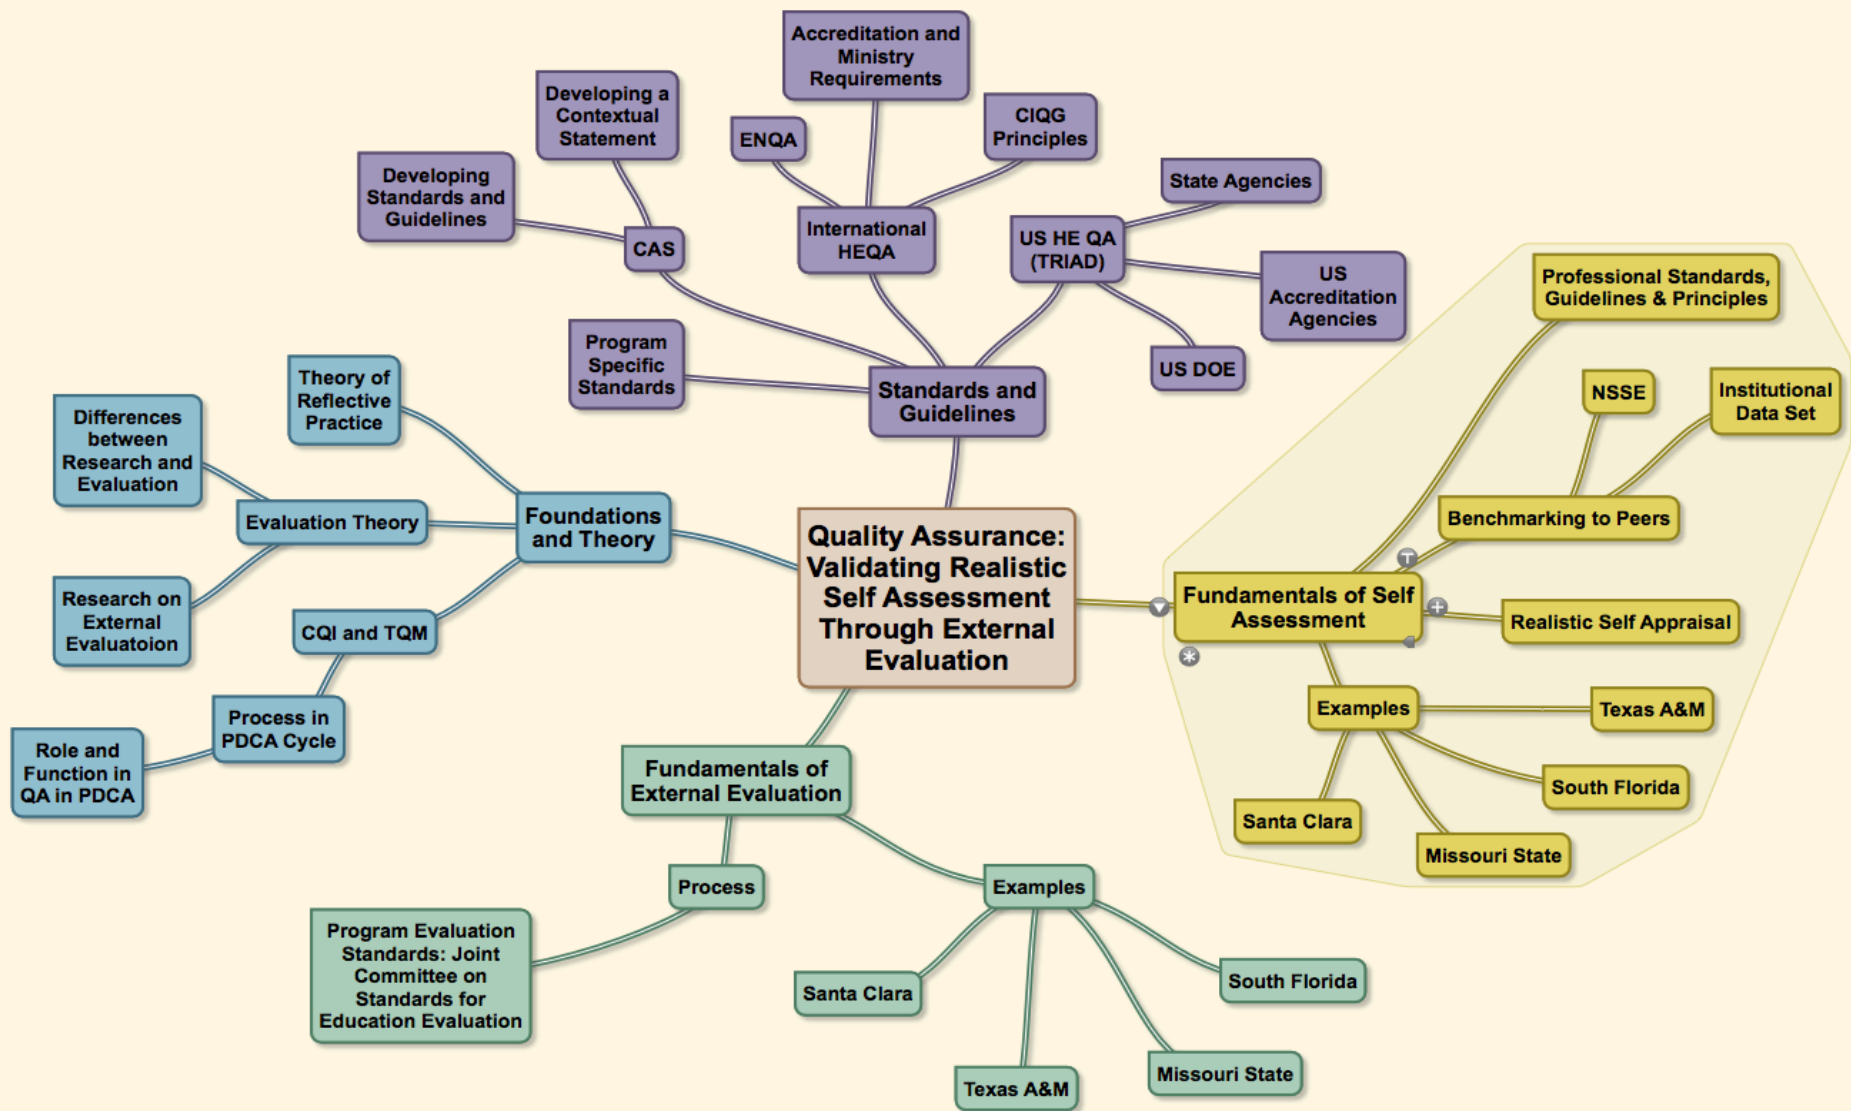 Accreditation and
Ministry
Requirements
Developing a
Contextual
Statement
ENQA
CIQG
Principles
Developing
Standards and
Guidelines
State Agencies
CAS
International
HEQA
US HE QA
(TRIAD)
US
Accreditation
Agencies
US DOE
Program
Specific
Standards
Standards and
Guidelines
Professional Standards,
Guidelines & Principles
NSSE
Institutional
Data Set
Benchmarking to Peers
Theory of
Reflective
Practice
Differences
between
Research and
Evaluation
Evaluation Theory
Foundations
and Theory
Research on
External
Evaluatoion
CQI and TQM
Process in
PDCA Cycle
Role and
Function in
QA in PDCA
Quality Assurance:
Validating Realistic
Self Assessment
Through External
Evaluation
Fundamentals of Self
Assessment
Realistic Self Appraisal
Examples
Texas A&M
South Florida
Santa Clara
Missouri State
Fundamentals of
External Evaluation
Process
Program Evaluation
Standards: Joint
Committee on
Standards for
Education Evaluation
Examples
Santa Clara
South Florida
Texas A&M
Missouri State